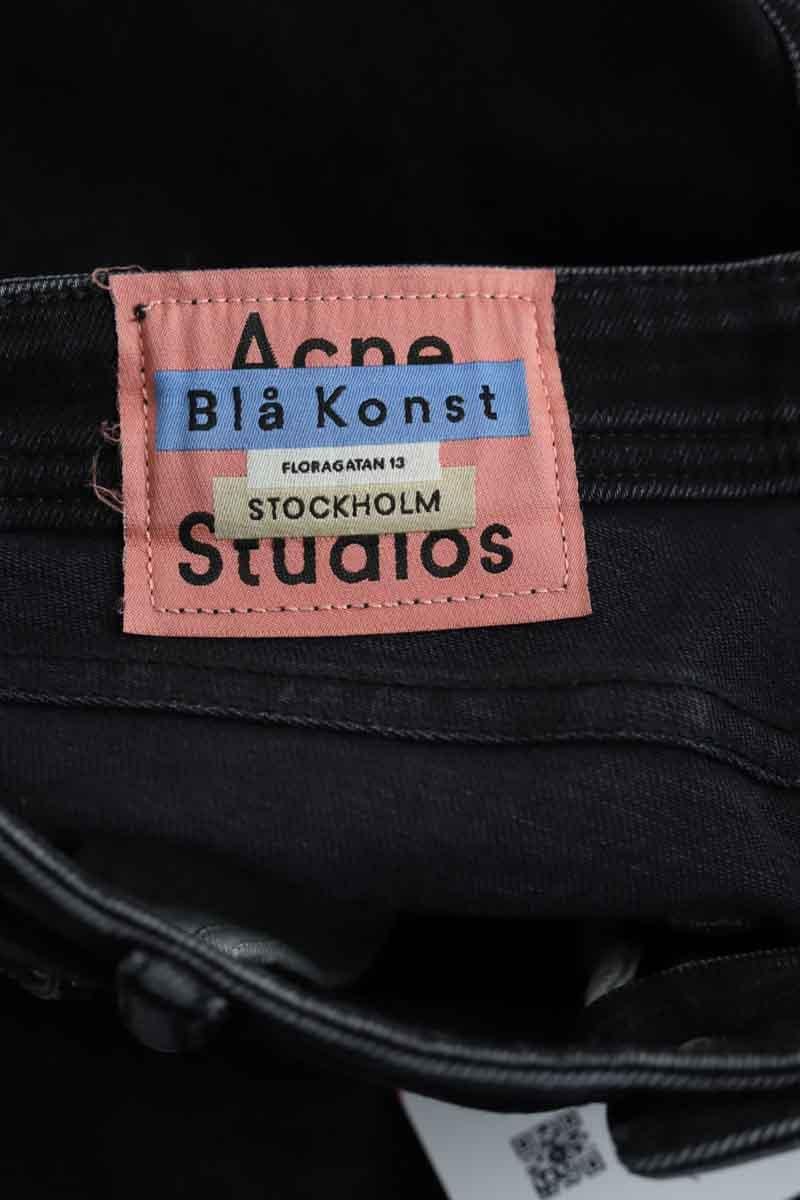 Acne
Blå Konst
FLORAGATAN 13
STOCKHOLM
Studios